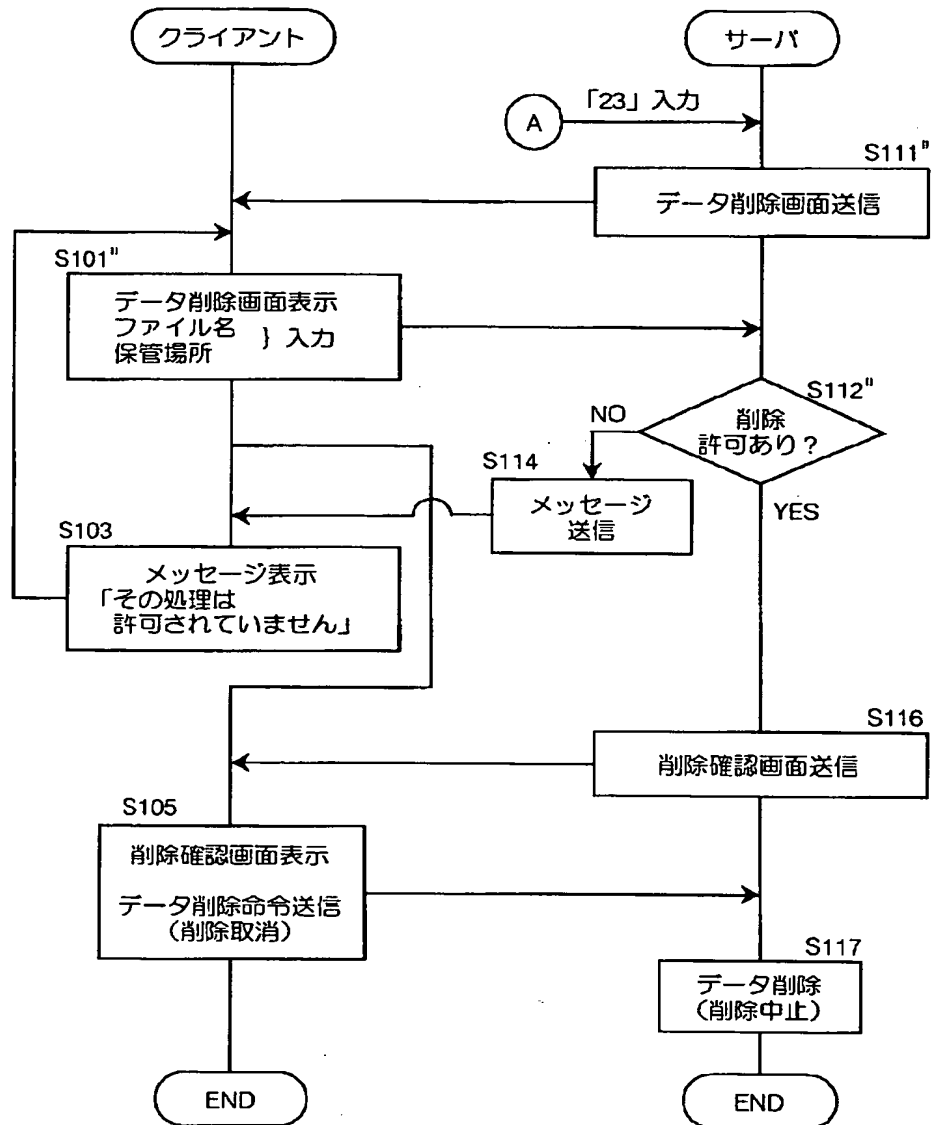 クライアント
サーバ
A
「23」入力
S111"
データ削除画面送信
S101"
データ削除画面表示
ファイル名
保管場所
} 入力
S112"
削除
許可あり？
NO
YES
S114
メッセージ
送信
S103
メッセージ表示
「その処理は
許可されていません」
S116
削除確認画面送信
S105
削除確認画面表示
データ削除命令送信
(削除取消)
S117
データ削除
(削除中止)
END
END